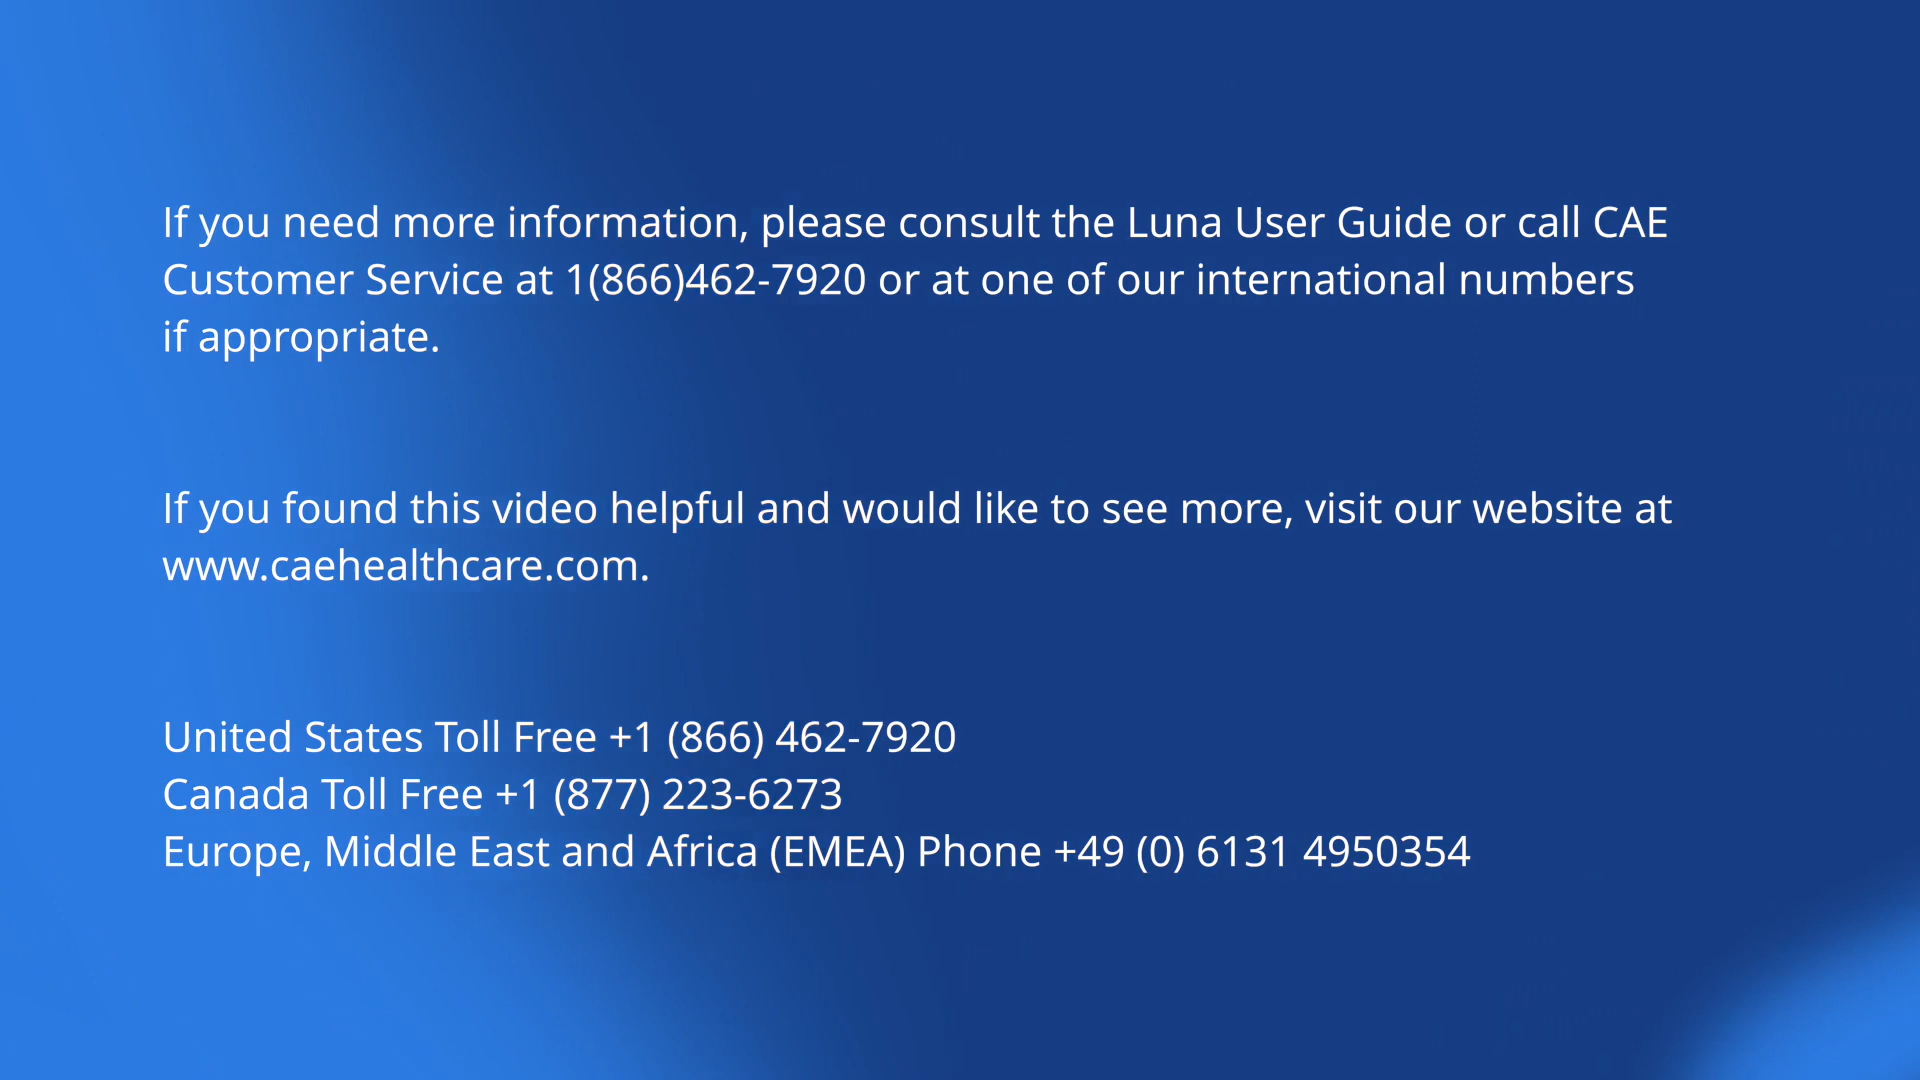 If you need more information, please consult the Luna User Guide or call CAE
Customer Service at 1(866)462-7920 or at one of our international numbers
if appropriate.
If you found this video helpful and would like to see more, visit our website at
www.caehealthcare.com.
United States Toll Free +1 (866) 462-7920
Canada Toll Free +1 (877) 223-6273
Europe, Middle East and Africa (EMEA) Phone +49 (0) 6131 4950354